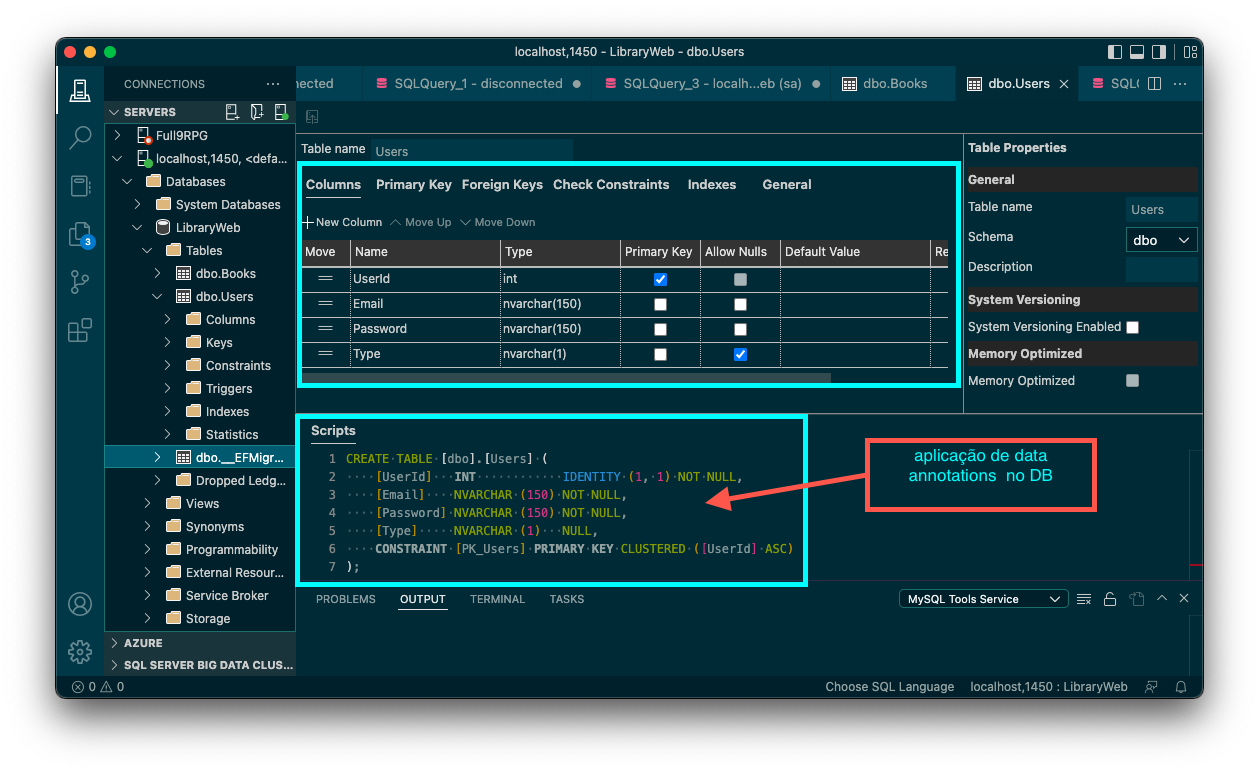 localhost,1450 - LibraryWeb - dbo.Users
CONNECTIONS
nected
SQLQuery_1 - disconnected
SQLQuery_3 - localh...eb (sa)
dbo.Books
dbo.Users
SQLQ
SERVERS
Full9RPG
localhost,1450, <defa...
Databases
System Databases
LibraryWeb
Tables
dbo.Books
dbo.Users
Columns
Keys
Constraints
Triggers
Indexes
Statistics
dbo.__EFMigr...
Dropped Ledg...
Views
Synonyms
Programmability
External Resour...
Service Broker
Storage
AZURE
SQL SERVER BIG DATA CLUS...
3
Table name Users
Columns Primary Key Foreign Keys Check Constraints Indexes General
New Column Move Up Move Down
Move Name Type Primary Key Allow Nulls Default Value Re
UserId int
Email nvarchar(150)
Password nvarchar(150)
Type nvarchar(1)
Table Properties
General
Table name Users
Schema dbo
Description
System Versioning
System Versioning Enabled
Memory Optimized
Memory Optimized
Scripts
1 CREATE TABLE [dbo].[Users] (
2 ····[UserId]···INT············IDENTITY (1, 1) NOT NULL,
3 ····[Email]····NVARCHAR (150) NOT NULL,
4 ····[Password] NVARCHAR (150) NOT NULL,
5 ····[Type]·····NVARCHAR (1)···NULL,
6 ····CONSTRAINT [PK_Users] PRIMARY KEY CLUSTERED ([UserId] ASC)
7 );
aplicação de data
annotations no DB
PROBLEMS OUTPUT TERMINAL TASKS
MySQL Tools Service
0 0
Choose SQL Language localhost,1450 : LibraryWeb